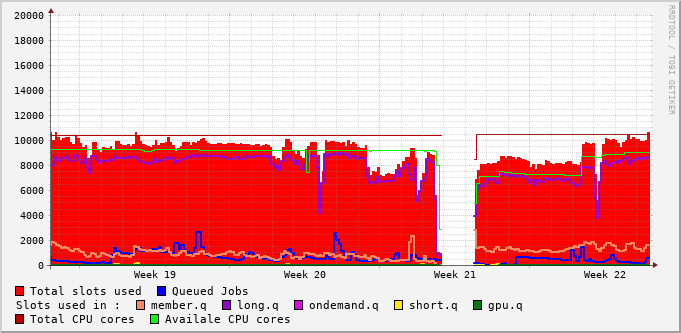 RRDTOOL / TOBI OETIKER
20000
18000
16000
14000
12000
10000
8000
6000
4000
2000
0
Week 19 Week 20 Week 21 Week 22
Total slots used Queued Jobs
Slots used in : member.q long.q ondemand.q short.q gpu.q
Total CPU cores Availale CPU cores